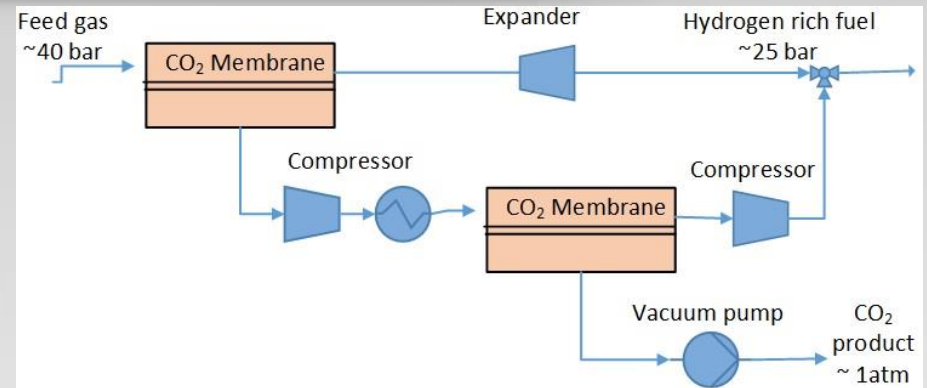 Feed gas
~40 bar
CO₂ Membrane
Expander
Hydrogen rich fuel
~25 bar
Compressor
CO₂ Membrane
Compressor
Vacuum pump
CO₂
product
~ 1atm